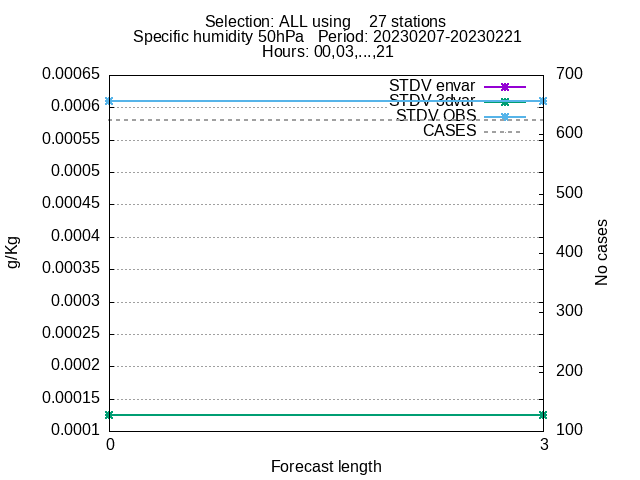 Selection: ALL using    27 stations
Specific humidity 50hPa   Period: 20230207-20230221
Hours: 00,03,...,21
0.00065
0.0006
0.00055
0.0005
0.00045
0.0004
0.00035
0.0003
0.00025
0.0002
0.00015
0.0001
g/Kg
STDV envar
STDV 3dvar
STDV OBS
CASES
700
600
500
400
300
200
100
No cases
0
3
Forecast length